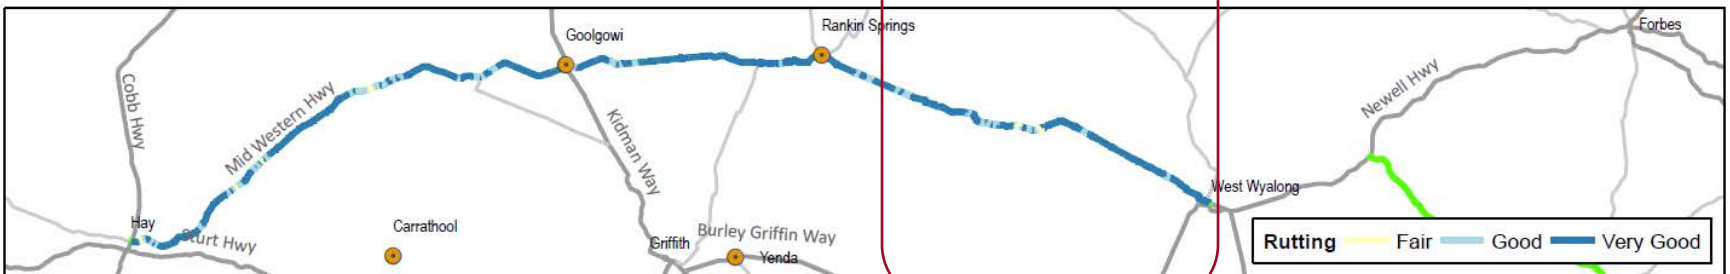 Rankin Springs
Forbes
Goolgowi
Newell Hwy
Cobb Hwy
Mid Western Hwy
Kidman Way
West Wyalong
Hay
Sturt Hwy
Carrathool
Griffith
Burley Griffin Way
Yenda
Rutting Fair Good Very Good